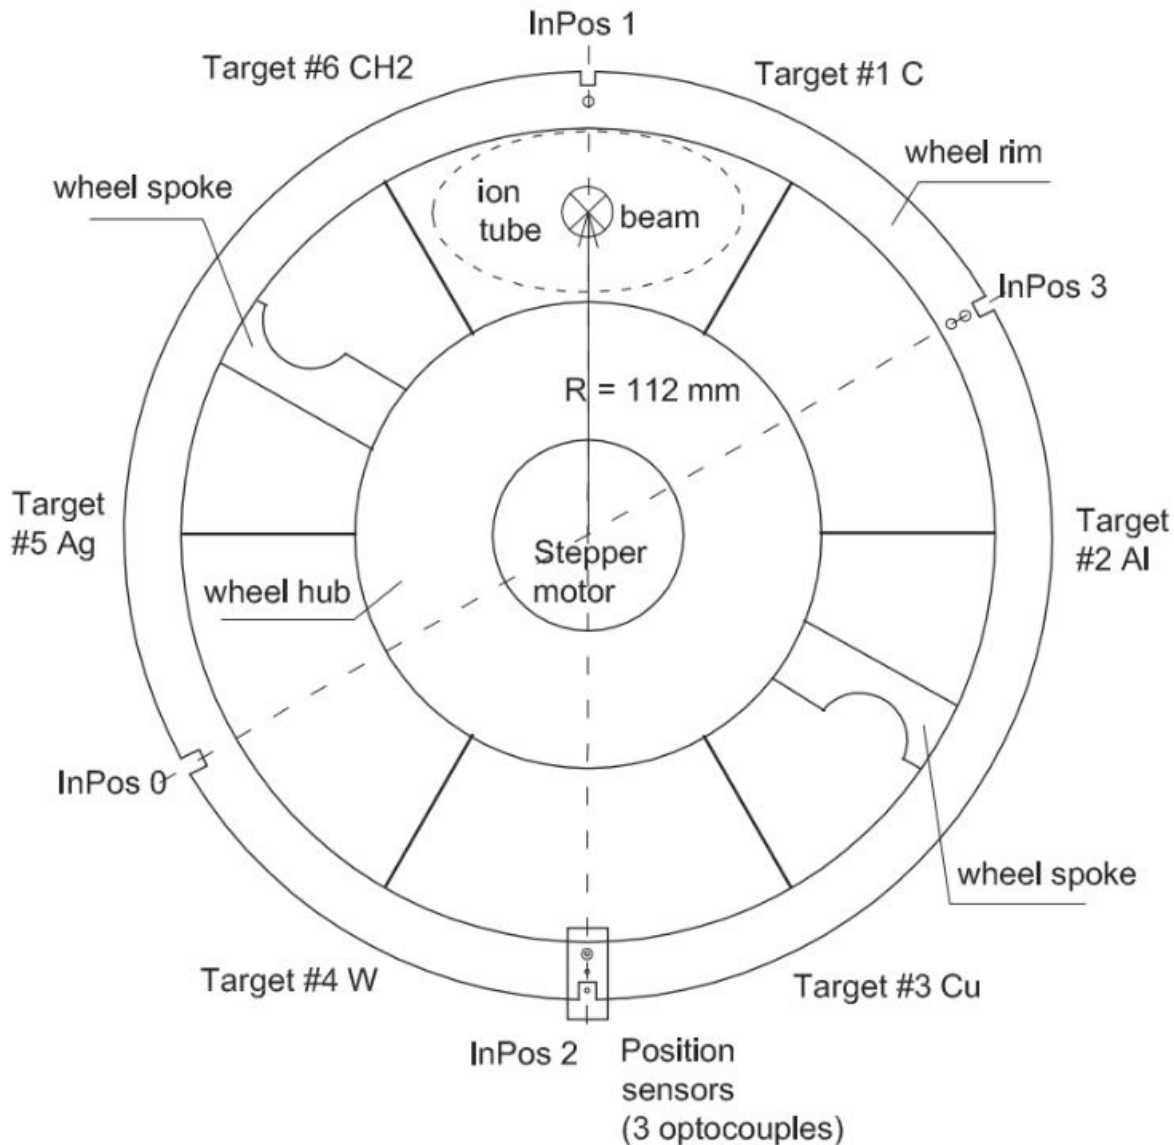 InPos 1
Target #6 CH2
Target #1 C
wheel rim
wheel spoke
ion
tube
beam
InPos 3
R = 112 mm
Target
#5 Ag
Target
#2 Al
Stepper
motor
wheel hub
InPos 0
wheel spoke
Target #4 W
Target #3 Cu
InPos 2
Position
sensors
(3 optocouples)